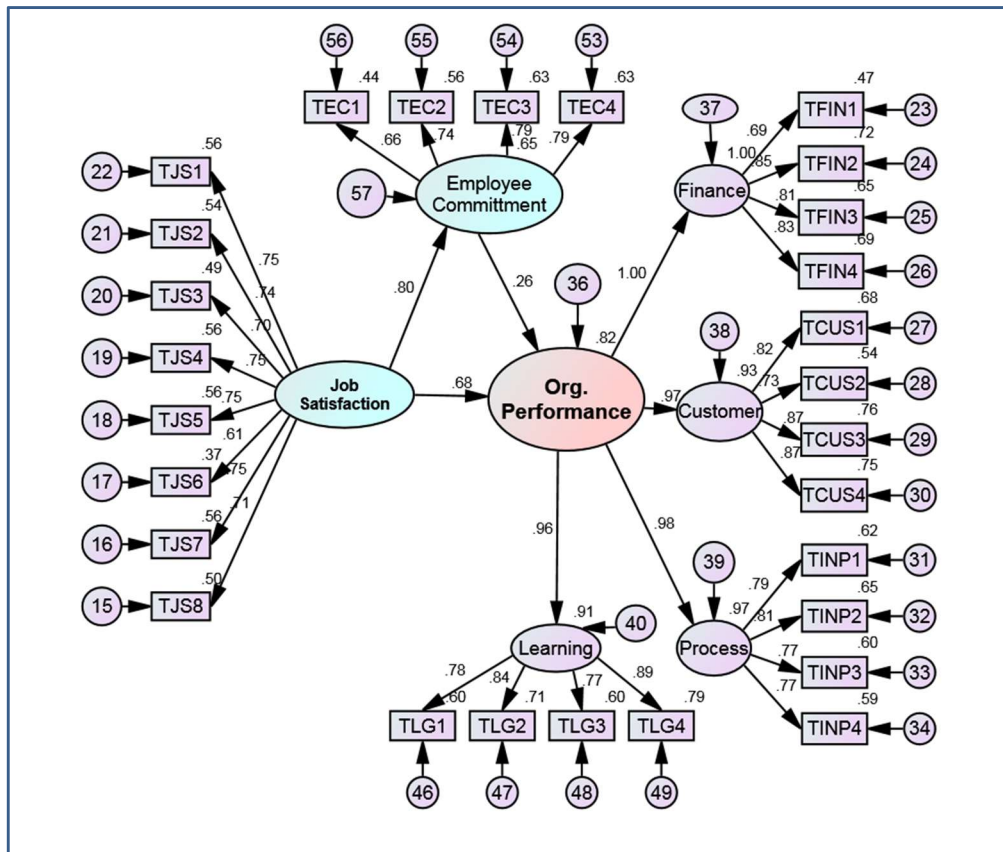 56
55
54
53
.44
.56
.63
.63
TEC1
TEC2
TEC3
TEC4
.66
.74
.79
.79
.65
57
Employee
Committment
22
TJS1
.56
21
TJS2
.54
20
TJS3
.49
19
TJS4
.56
18
TJS5
.56
17
TJS6
.37
16
TJS7
.56
15
TJS8
.50
.75
.74
.70
.75
.75
.61
.75
.71
Job
Satisfaction
.80
.26
.68
36
.82
Org.
Performance
1.00
.97
.98
.96
37
1.00
Finance
.69
.85
.81
.83
.47
TFIN1
23
.72
TFIN2
24
.65
TFIN3
25
.69
TFIN4
26
38
.93
Customer
.82
.73
.87
.87
.68
TCUS1
27
.54
TCUS2
28
.76
TCUS3
29
.75
TCUS4
30
39
.97
Process
.79
.81
.77
.77
.62
TINP1
31
.65
TINP2
32
.60
TINP3
33
.59
TINP4
34
.91
40
Learning
.78
.84
.77
.89
.60
.71
.60
.79
TLG1
TLG2
TLG3
TLG4
46
47
48
49